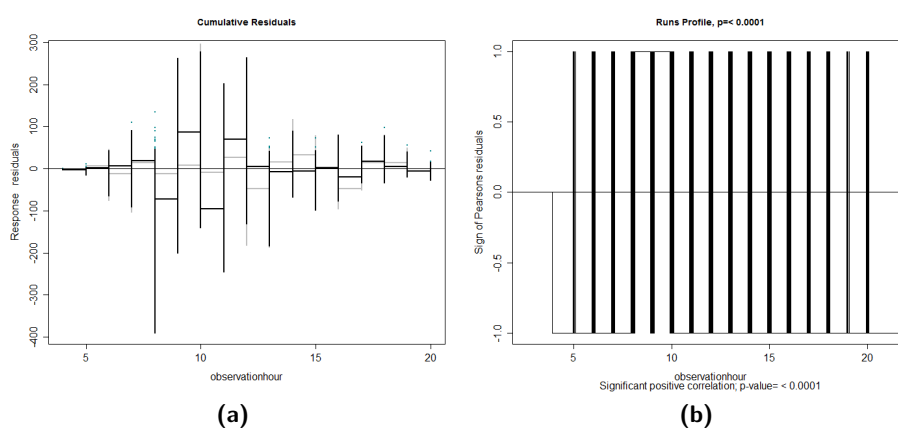 Cumulative Residuals
300
200
100
0
-100
-200
-300
-400
Response residuals
5
10
15
20
observationhour
(a)
Runs Profile, p=< 0.0001
1.0
0.5
0.0
-0.5
-1.0
Sign of Pearsons residuals
5
10
15
20
observationhour
Significant positive correlation; p-value= < 0.0001
(b)